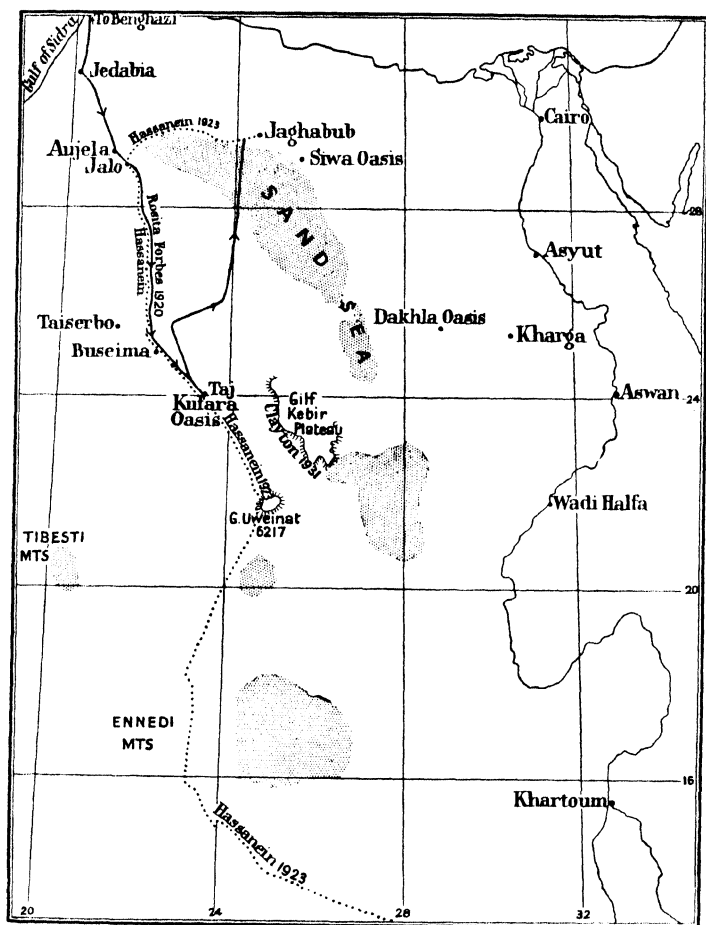 To Benghazi
Gulf of Sidra
Jedabia
Hassanein 1923
Jaghabub
Cairo
Aujela
Jalo
Siwa Oasis
28
SAND SEA
Rosita Forbes 1920
Hassanein
Asyut
Taiserbo
Buseima
Dakhla Oasis
Kharga
Taj
Kufara
Oasis
24
Aswan
Gilf
Kebir
Plateau
Clayton 1931
Hassanein 1923
G. Uweinat
6217
Wadi Halfa
TIBESTI
MTS
20
ENNEDI
MTS
16
Khartoum
Hassanein 1923
20
24
28
32